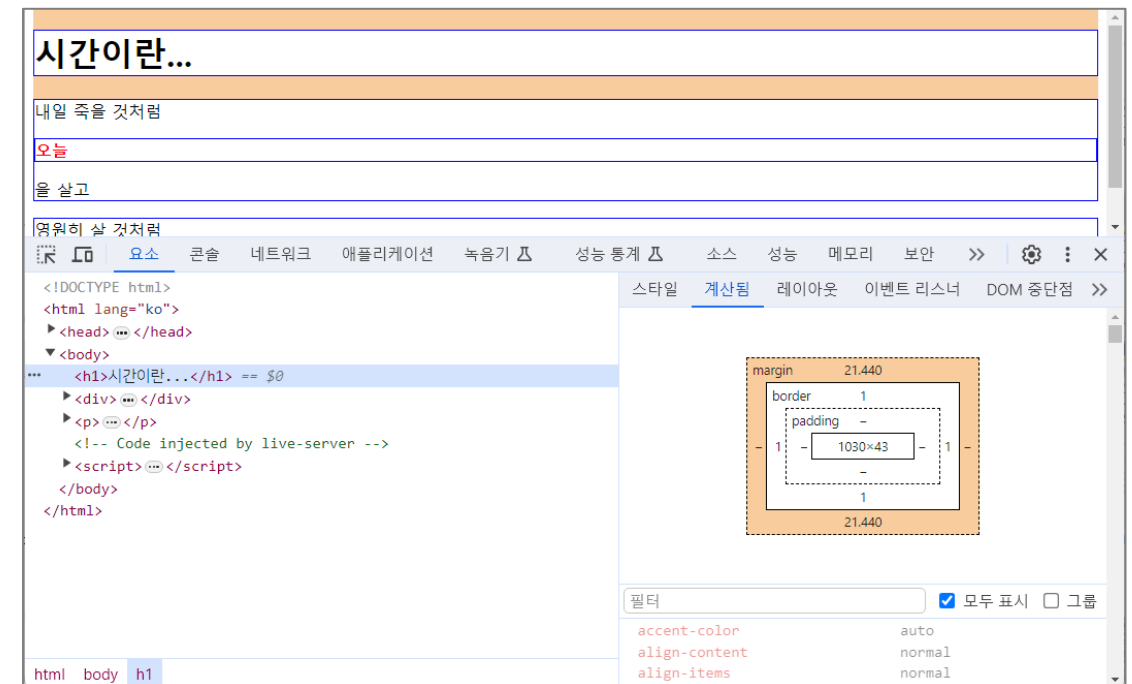 시간이란...
내일 죽을 것처럼
오늘
을 살고
영원히 살 것처럼
요소 콘솔 네트워크 애플리케이션 녹음기 성능 통계 소스 성능 메모리 보안 >>
<!DOCTYPE html>
<html lang="ko">
<head> … </head>
<body>
... <h1>시간이란...</h1> == $0
<div> … </div>
<p> … </p>
<!-- Code injected by live-server -->
<script> … </script>
</body>
</html>
html body h1
스타일 계산됨 레이아웃 이벤트 리스너 DOM 중단점 >>
margin 21.440
border 1
padding –
– 1 – 1030×43 – 1 –
–
1
21.440
필터 모두 표시 그룹
accent-color auto
align-content normal
align-items normal